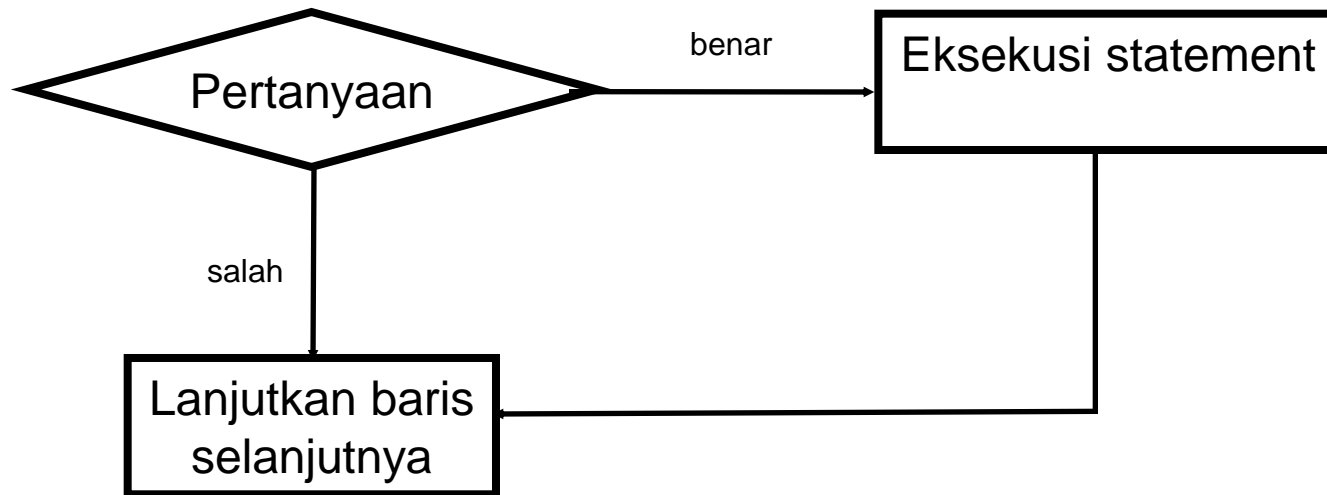 Pertanyaan
benar
Eksekusi statement
salah
Lanjutkan baris
selanjutnya